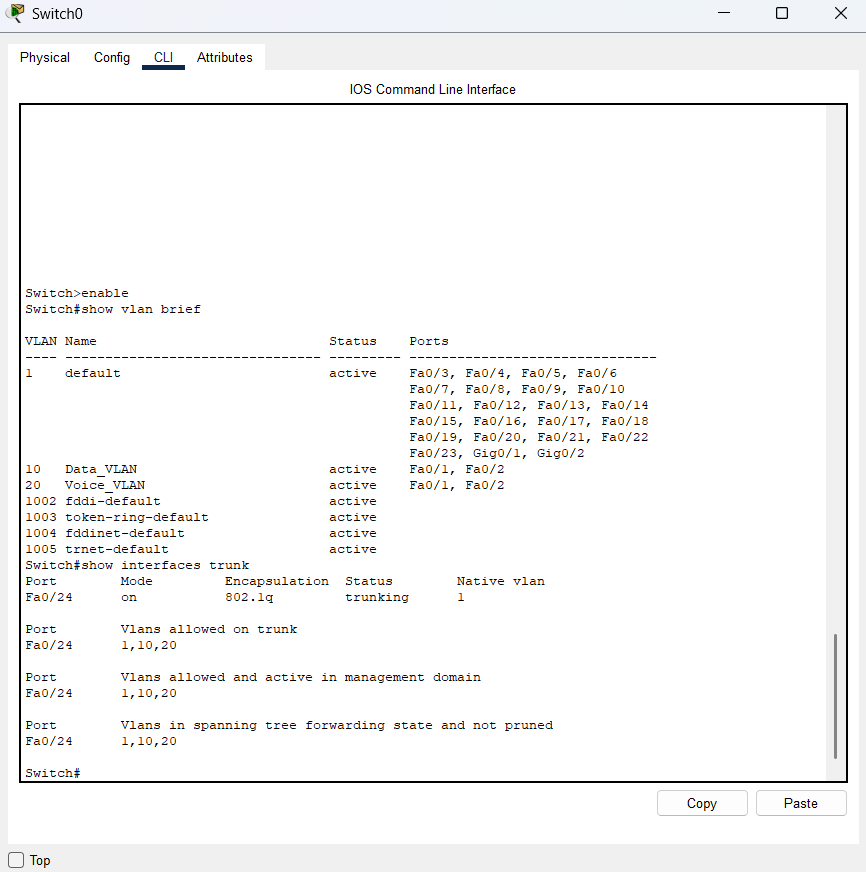 Switch0
Physical Config CLI Attributes
IOS Command Line Interface
Switch>enable
Switch#show vlan brief
VLAN Name                             Status    Ports
---- -------------------------------- --------- -------------------------------
1    default                          active    Fa0/3, Fa0/4, Fa0/5, Fa0/6
                                                Fa0/7, Fa0/8, Fa0/9, Fa0/10
                                                Fa0/11, Fa0/12, Fa0/13, Fa0/14
                                                Fa0/15, Fa0/16, Fa0/17, Fa0/18
                                                Fa0/19, Fa0/20, Fa0/21, Fa0/22
                                                Fa0/23, Gig0/1, Gig0/2
10   Data_VLAN                        active    Fa0/1, Fa0/2
20   Voice_VLAN                       active    Fa0/1, Fa0/2
1002 fddi-default                     active
1003 token-ring-default               active
1004 fddinet-default                  active
1005 trnet-default                    active
Switch#show interfaces trunk
Port        Mode         Encapsulation  Status        Native vlan
Fa0/24      on           802.1q         trunking      1
Port        Vlans allowed on trunk
Fa0/24      1,10,20
Port        Vlans allowed and active in management domain
Fa0/24      1,10,20
Port        Vlans in spanning tree forwarding state and not pruned
Fa0/24      1,10,20
Switch#
Copy Paste
Top